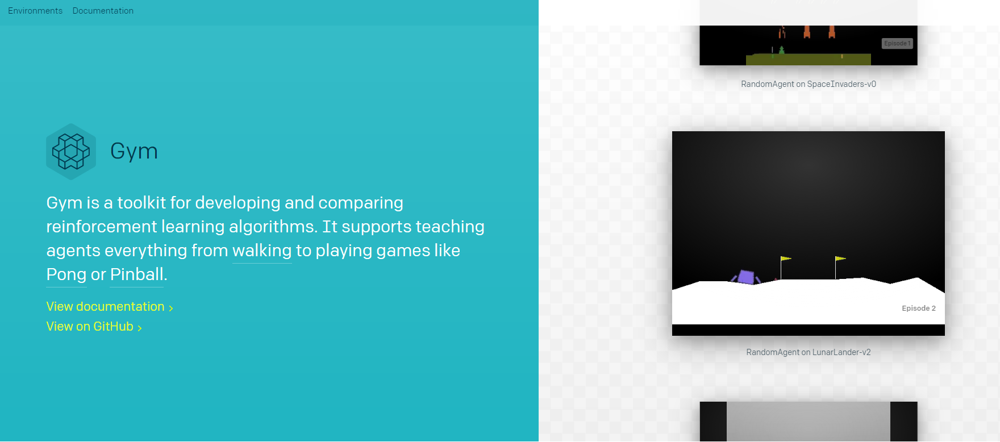 Environments Documentation
Gym
Gym is a toolkit for developing and comparing
reinforcement learning algorithms. It supports teaching
agents everything from walking to playing games like
Pong or Pinball.
View documentation >
View on GitHub >
Episode 1
RandomAgent on SpaceInvaders-v0
Episode 2
RandomAgent on LunarLander-v2